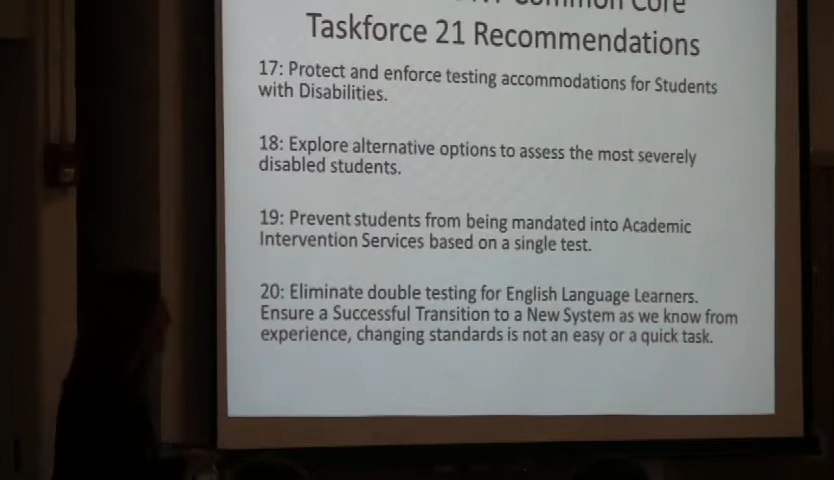 Common Core
Taskforce 21 Recommendations
17: Protect and enforce testing accommodations for Students
with Disabilities.
18: Explore alternative options to assess the most severely
disabled students.
19: Prevent students from being mandated into Academic
Intervention Services based on a single test.
20: Eliminate double testing for English Language Learners.
Ensure a Successful Transition to a New System as we know from
experience, changing standards is not an easy or a quick task.